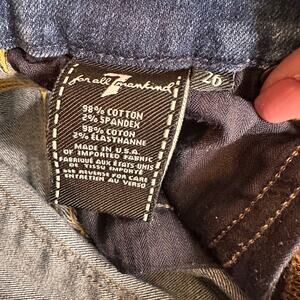 7
for all mankind
26
98% COTTON
2% SPANDEX
98% COTON
2% ÉLASTHANNE
MADE IN U.S.A.
OF IMPORTED FABRIC
FABRIQUÉ AUX ÉTATS-UNIS
DE TISSU IMPORTÉ
SEE REVERSE FOR CARE
ENTRETIEN AU VERSO